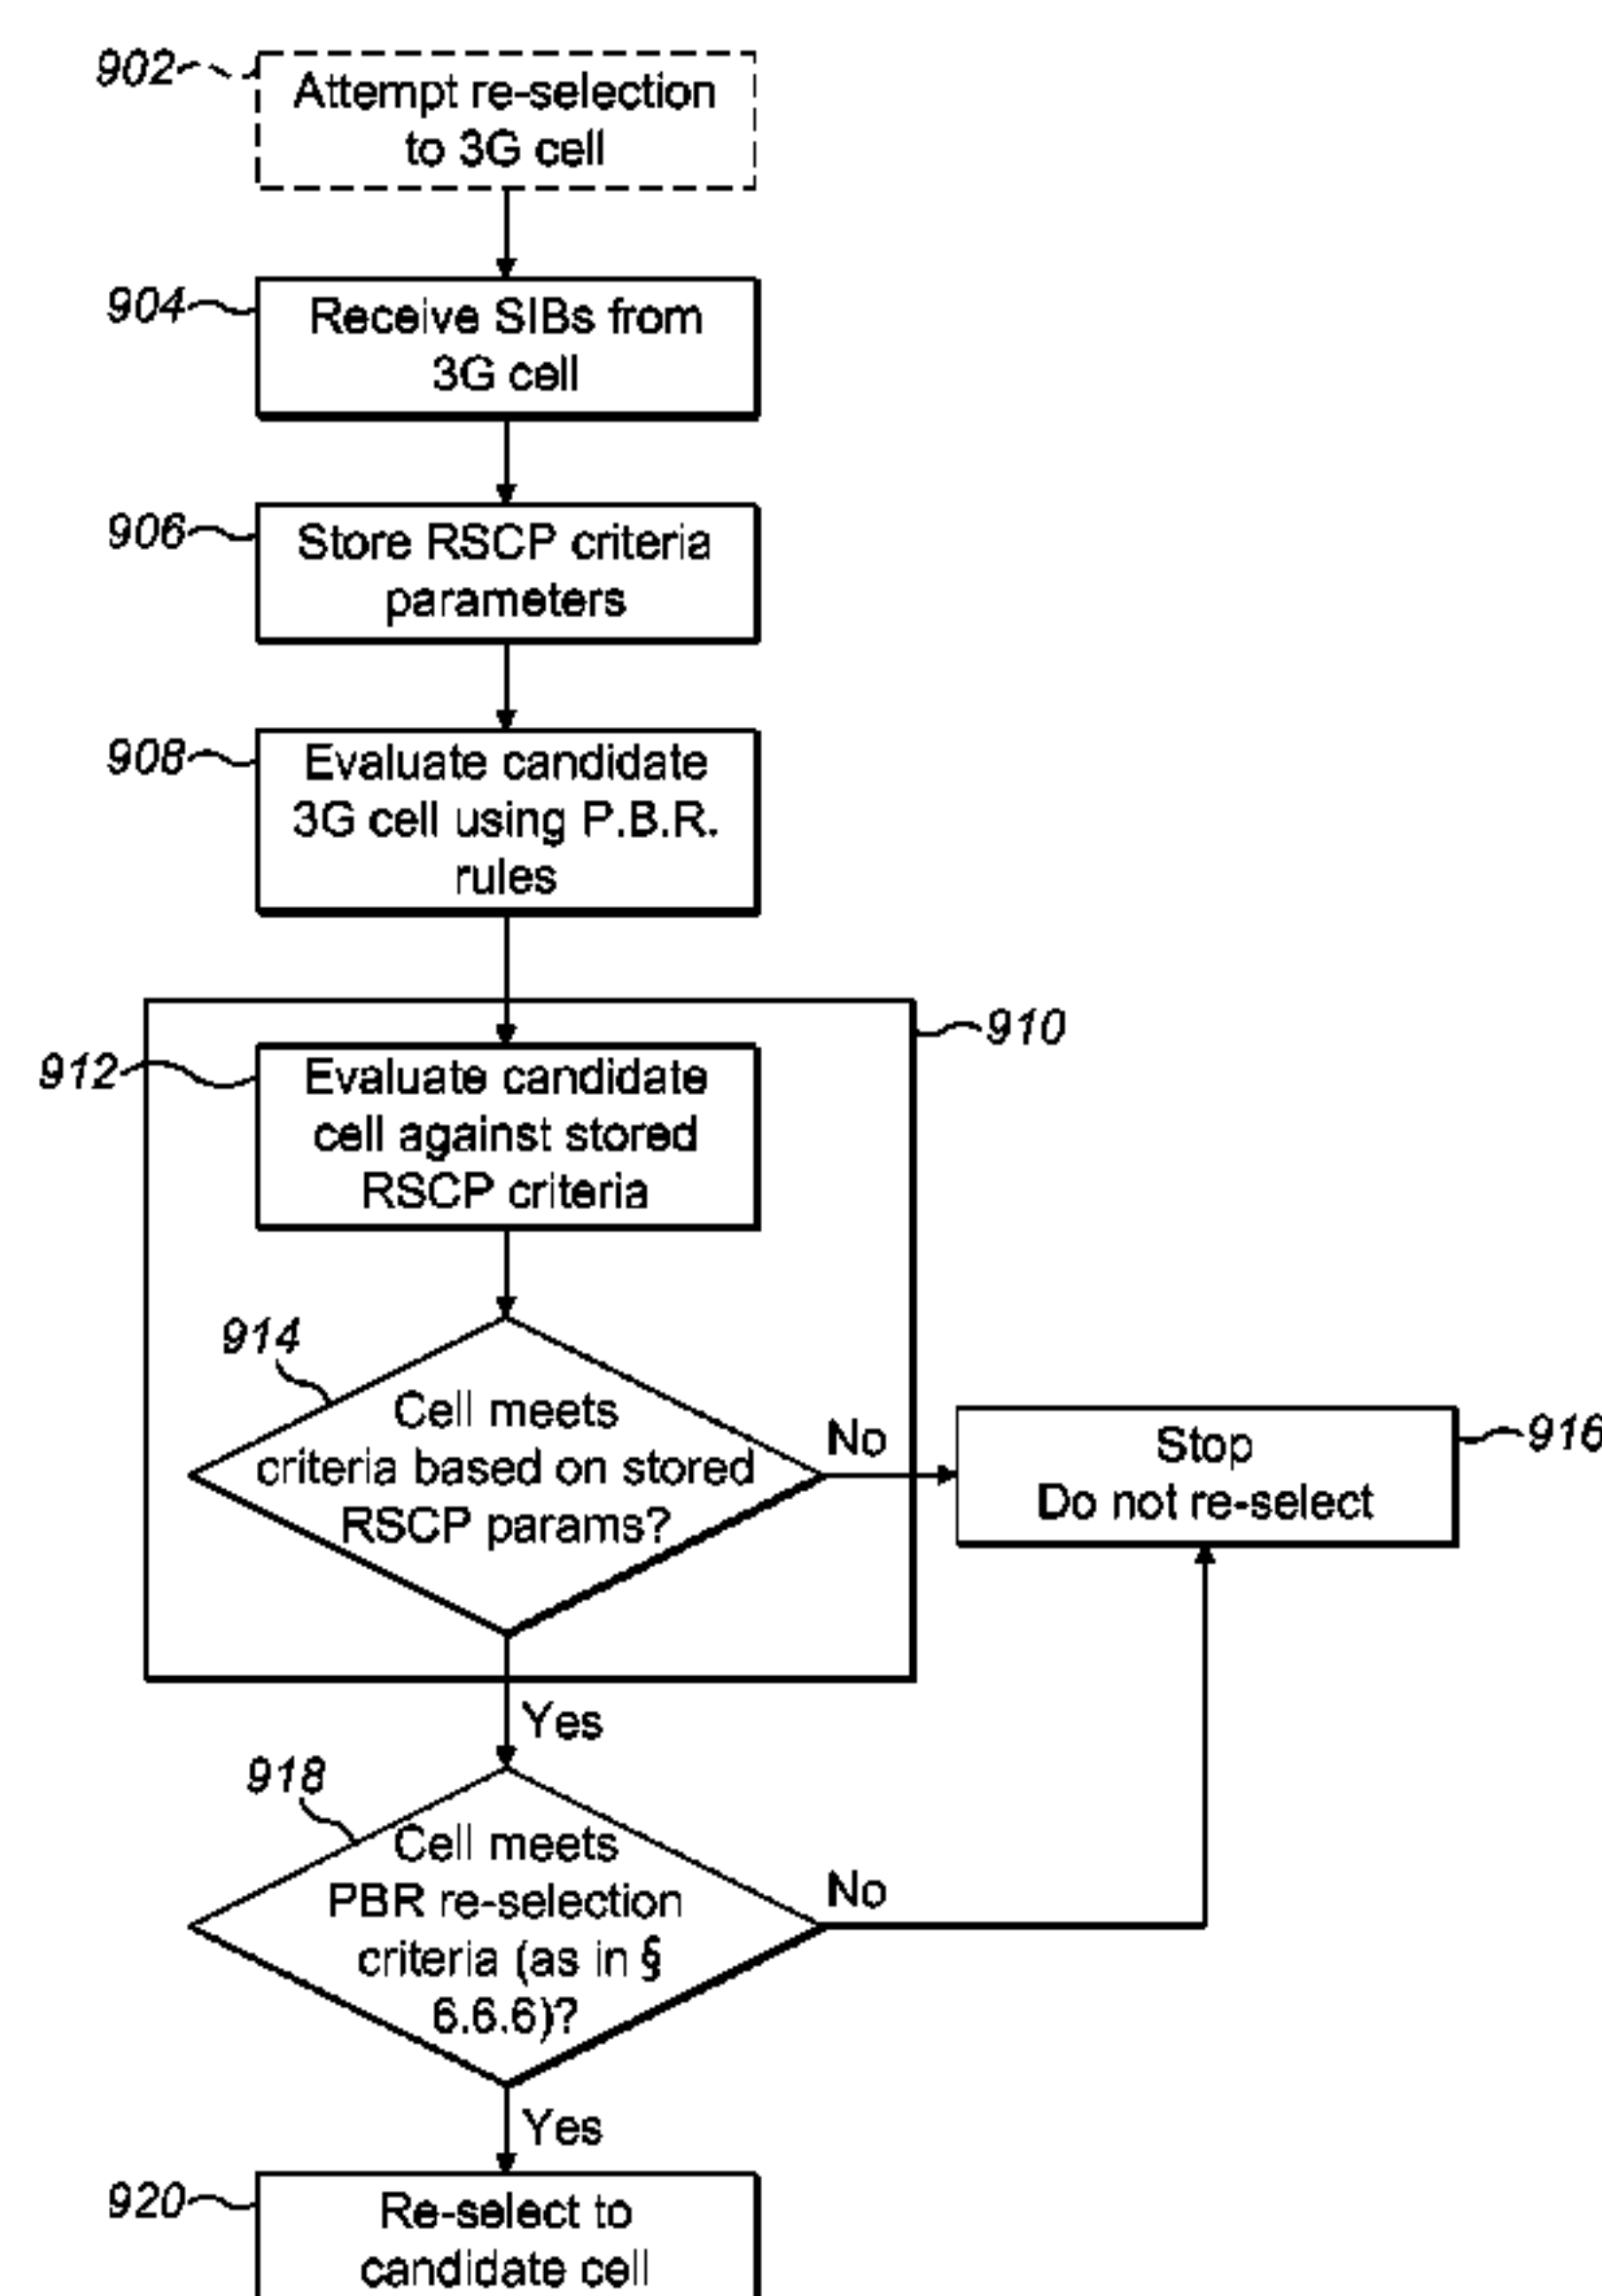 902
Attempt re-selection
to 3G cell
904
Receive SIBs from
3G cell
906
Store RSCP criteria
parameters
908
Evaluate candidate
3G cell using P.B.R.
rules
910
912
Evaluate candidate
cell against stored
RSCP criteria
914
Cell meets
criteria based on stored
RSCP params?
No
Stop
Do not re-select
916
Yes
918
Cell meets
PBR re-selection
criteria (as in §
6.6.6)?
No
Yes
920
Re-select to
candidate cell